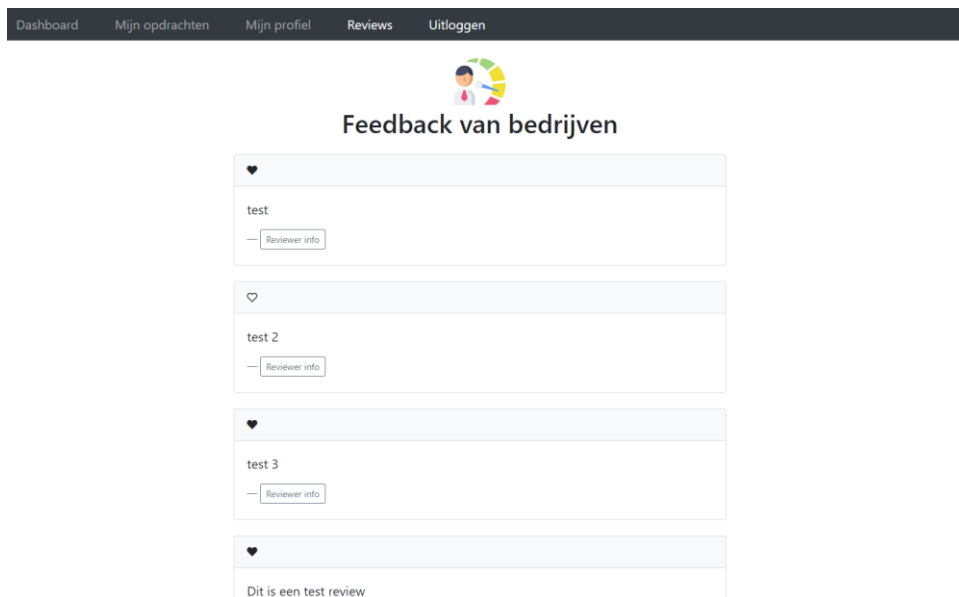 Dashboard Mijn opdrachten Mijn profiel Reviews Uitloggen
Feedback van bedrijven
test
— Reviewer info
test 2
— Reviewer info
test 3
— Reviewer info
Dit is een test review